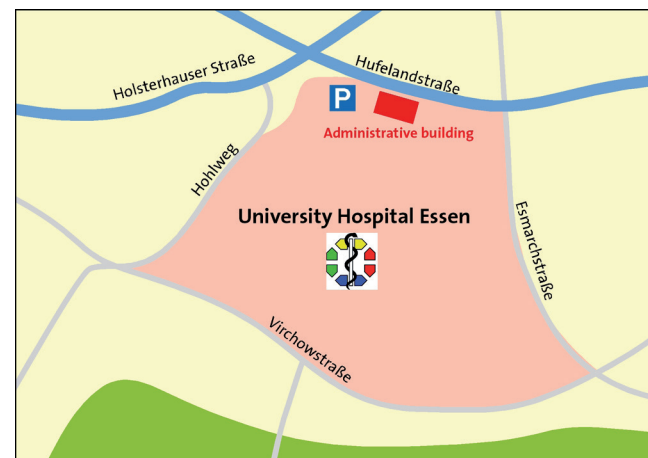 Holsterhauser Straße
Hufelandstraße
P
Administrative building
Hohlweg
University Hospital Essen
Esmarchstraße
Virchowstraße